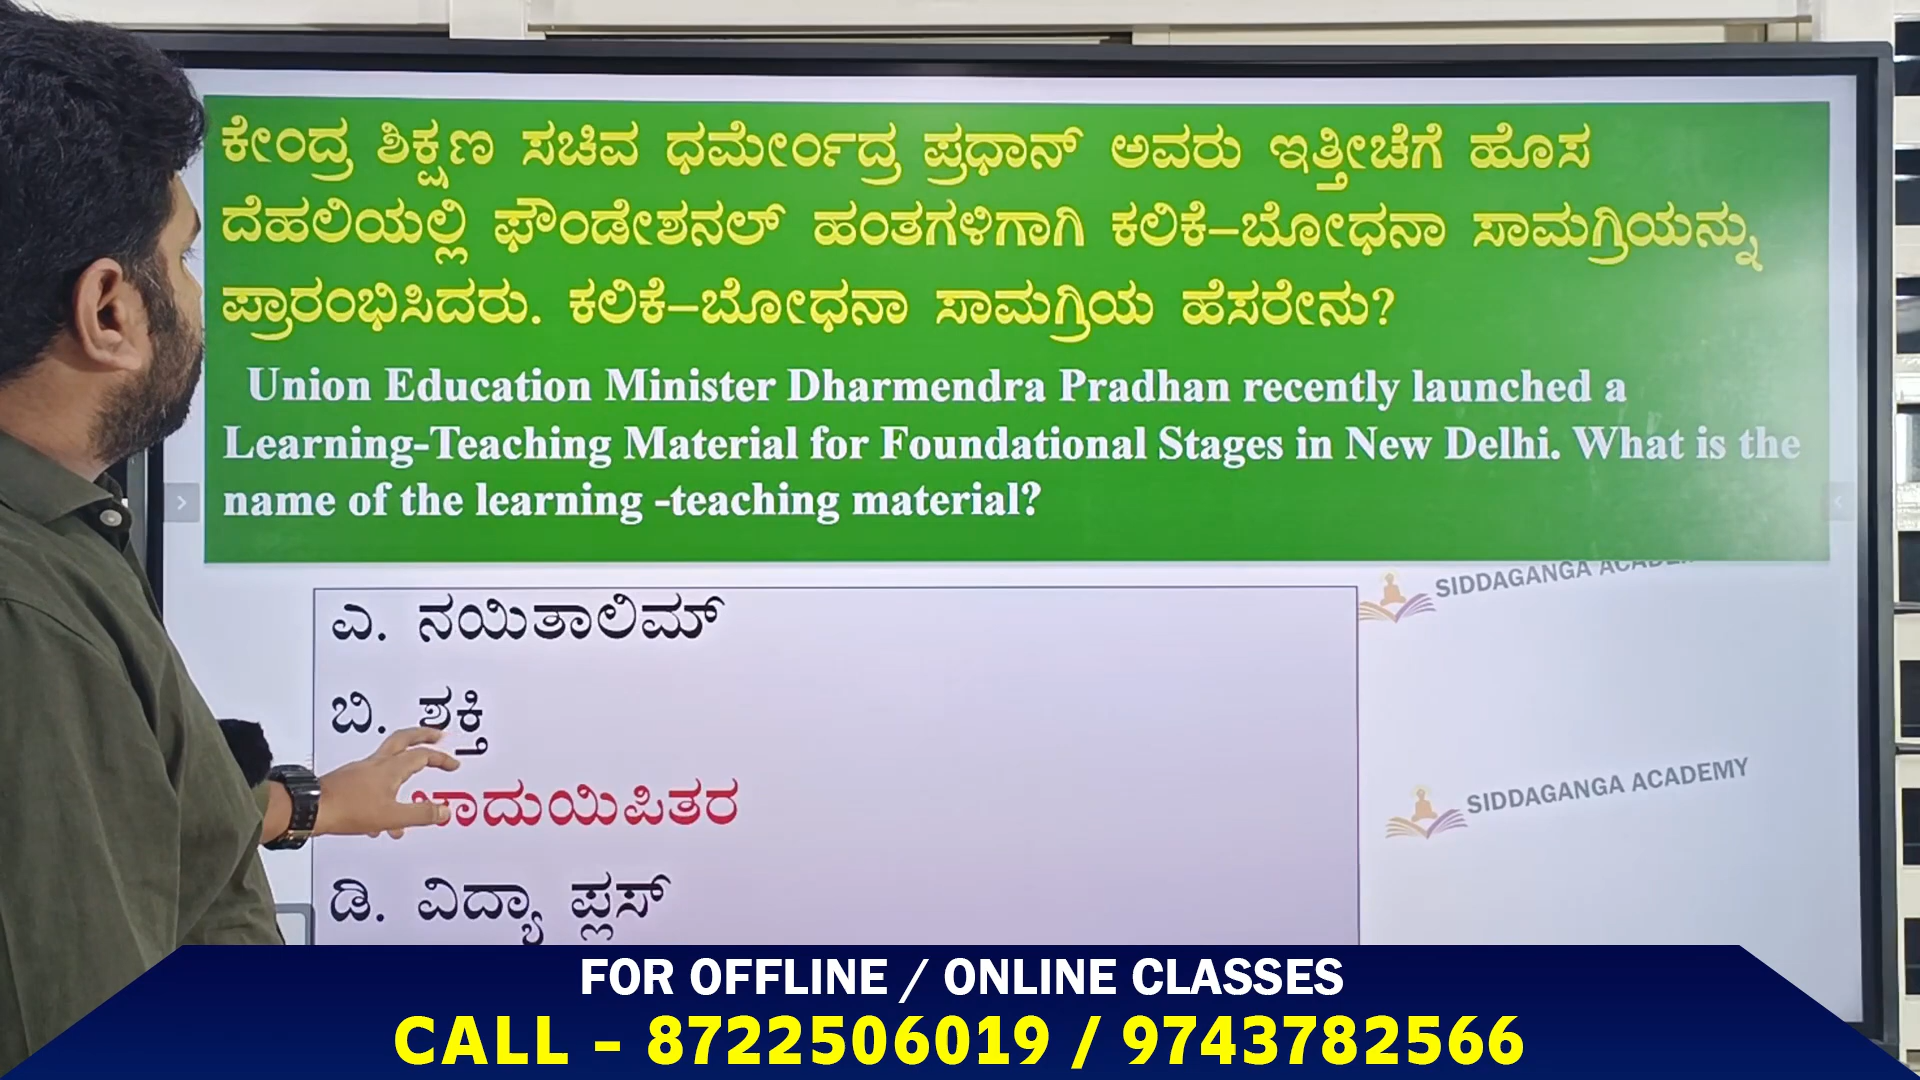 ಕೇಂದ್ರ ಶಿಕ್ಷಣ ಸಚಿವ ಧರ್ಮೇಂದ್ರ ಪ್ರಧಾನ್ ಅವರು ಇತ್ತೀಚೆಗೆ ಹೊಸ
ದೆಹಲಿಯಲ್ಲಿ ಫೌಂಡೇಶನಲ್ ಹಂತಗಳಿಗಾಗಿ ಕಲಿಕೆ–ಬೋಧನಾ ಸಾಮಗ್ರಿಯನ್ನು
ಪ್ರಾರಂಭಿಸಿದರು. ಕಲಿಕೆ–ಬೋಧನಾ ಸಾಮಗ್ರಿಯ ಹೆಸರೇನು?
Union Education Minister Dharmendra Pradhan recently launched a
Learning-Teaching Material for Foundational Stages in New Delhi. What is the
name of the learning -teaching material?
SIDDAGANGA
ಎ. ನಯಿತಾಲಿಮ್
ಬಿ. ಶಕ್ತಿ
SIDDAGANGA ACADEMY
ಡಿ. ವಿದ್ಯಾ ಪ್ಲಸ್
FOR OFFLINE / ONLINE CLASSES
CALL – 8722506019 / 9743782566